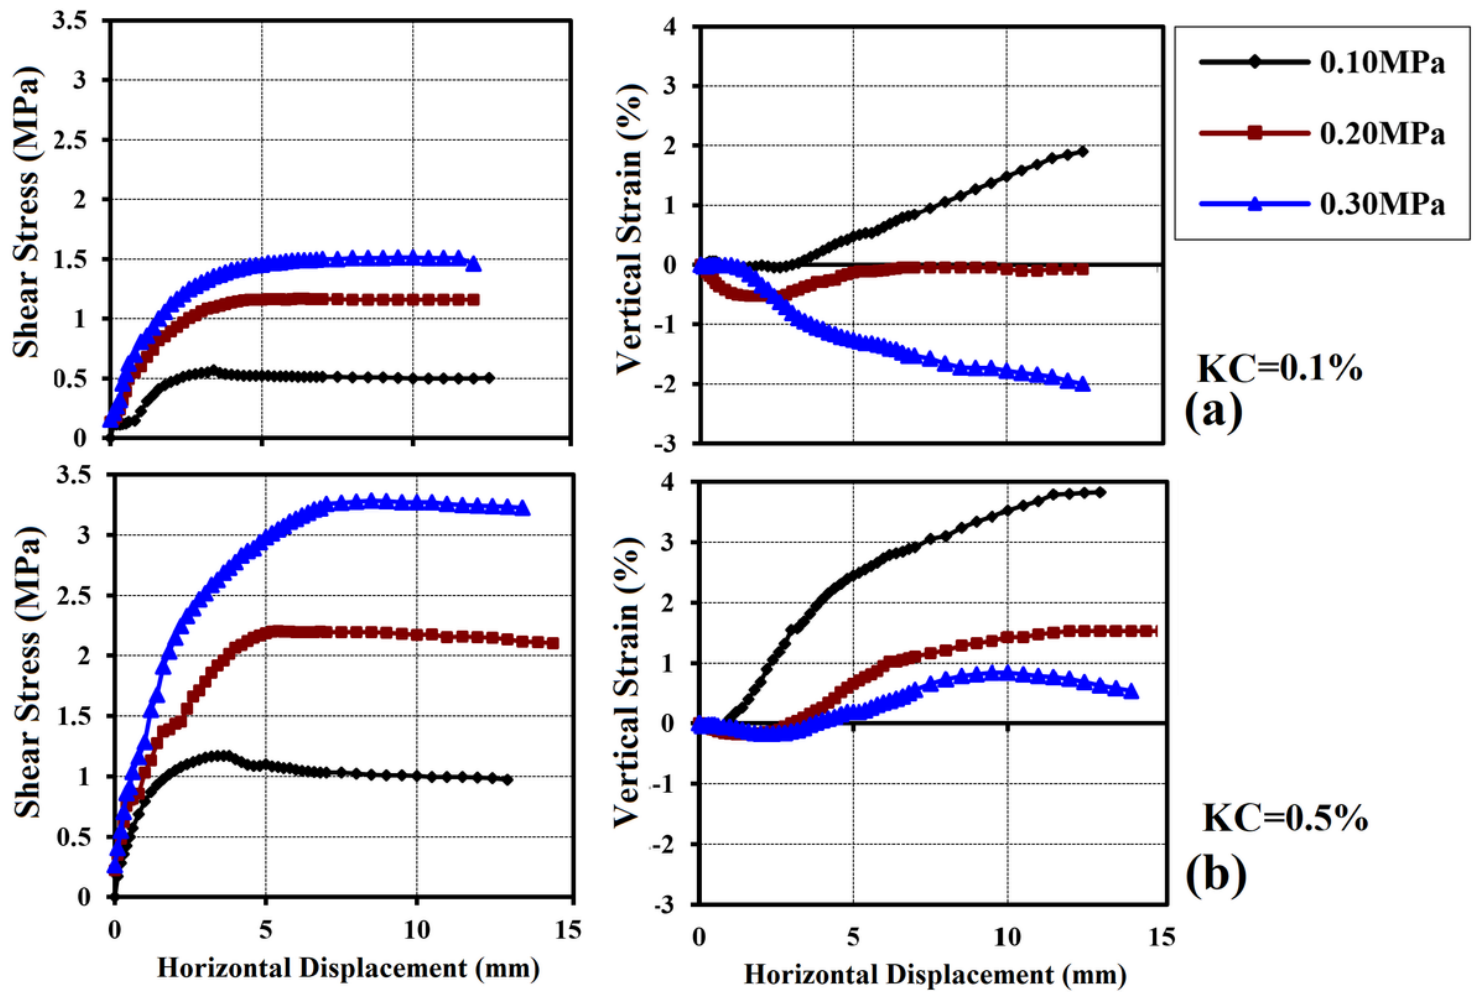 Shear Stress (MPa)
3.5
3
2.5
2
1.5
1
0.5
0
Vertical Strain (%)
4
3
2
1
0
-1
-2
-3
0.10MPa
0.20MPa
0.30MPa
KC=0.1%
(a)
Shear Stress (MPa)
3.5
3
2.5
2
1.5
1
0.5
0
0 5 10 15
Horizontal Displacement (mm)
Vertical Strain (%)
4
3
2
1
0
-1
-2
-3
0 5 10 15
Horizontal Displacement (mm)
KC=0.5%
(b)